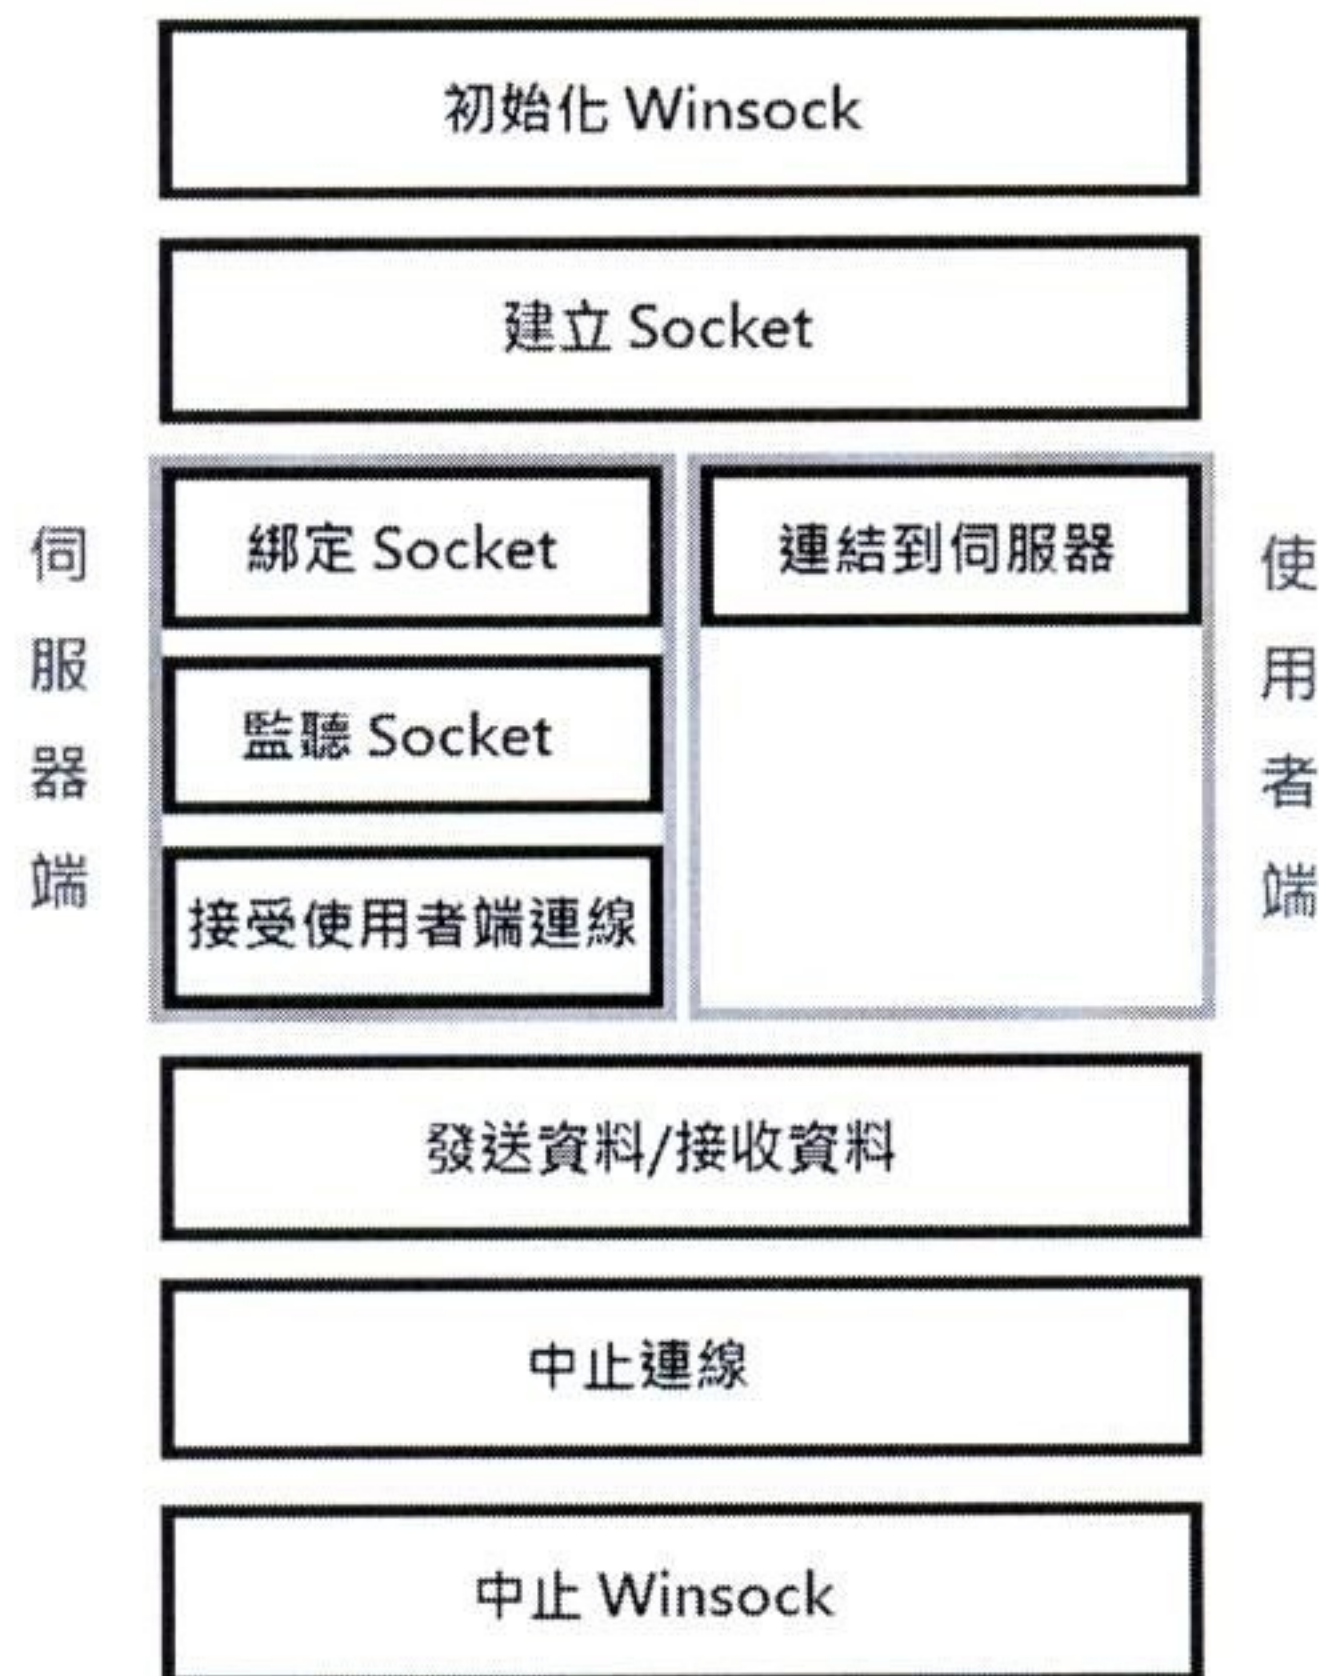 初始化 Winsock
建立 Socket
伺服器端
綁定 Socket
監聽 Socket
接受使用者端連線
連結到伺服器
使用者端
發送資料/接收資料
中止連線
中止 Winsock